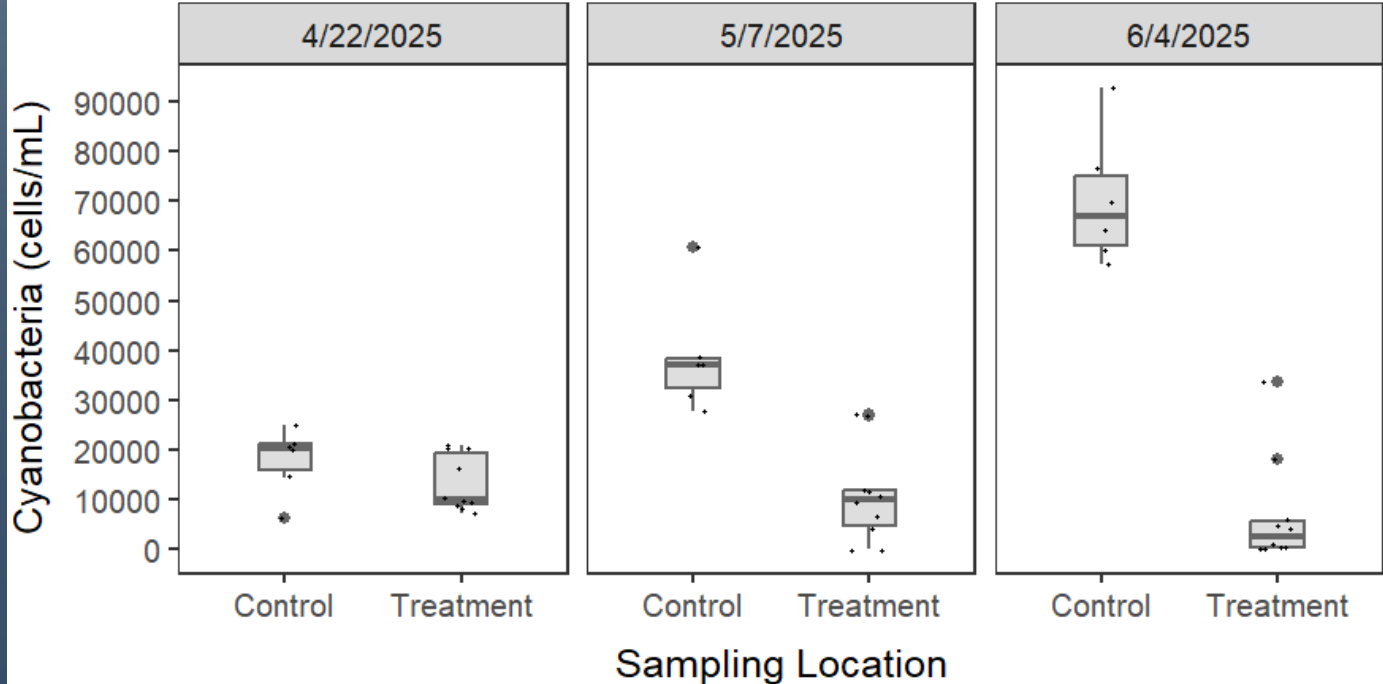 4/22/2025 5/7/2025 6/4/2025
Cyanobacteria (cells/mL)
90000
80000
70000
60000
50000
40000
30000
20000
10000
0
Control Treatment Control Treatment Control Treatment
Sampling Location